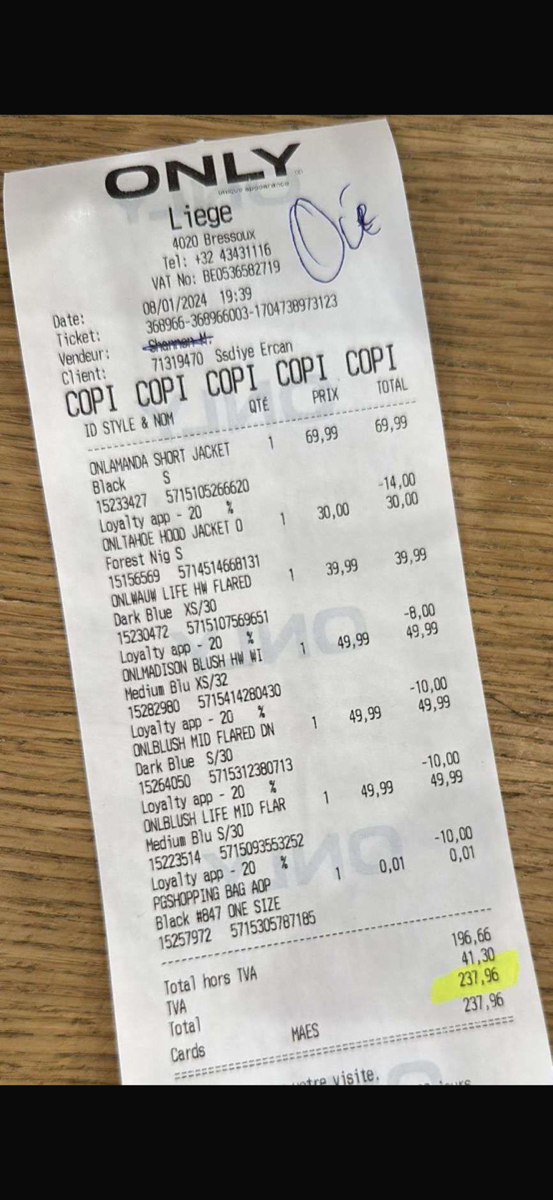 ONLY
unique appearance
Liege
4020 Bressoux
Tel: +32 43431116
VAT No: BE0536582719
Date: 08/01/2024 19:39
Ticket: 368966-368966003-1704738973123
Vendeur: Shannen H.
Client: 71319470 Ssdiye Ercan
COPI COPI COPI COPI COPI
ID STYLE & NOM QTÉ PRIX TOTAL
ONLAMANDA SHORT JACKET 1 69,99 69,99
Black S
15233427 5715105266620
Loyalty app - 20 % -14,00
ONLTAHOE HOOD JACKET O 1 30,00 30,00
Forest Nig S
15156569 5714514668131
ONLWAUW LIFE HW FLARED 1 39,99 39,99
Dark Blue XS/30
15230472 5715107569651
Loyalty app - 20 % -8,00
ONLMADISON BLUSH HW WI 1 49,99 49,99
Medium Blu XS/32
15282980 5715414280430
Loyalty app - 20 % -10,00
ONLBLUSH MID FLARED DN 1 49,99 49,99
Dark Blue S/30
15264050 5715312380713
Loyalty app - 20 % -10,00
ONLBLUSH LIFE MID FLAR 1 49,99 49,99
Medium Blu S/30
15223514 5715093553252
Loyalty app - 20 % -10,00
PGSHOPPING BAG AOP 1 0,01 0,01
Black #847 ONE SIZE
15257972 5715305787185
Total hors TVA 196,66
TVA 41,30
Total 237,96
Cards MAES 237,96
visite.